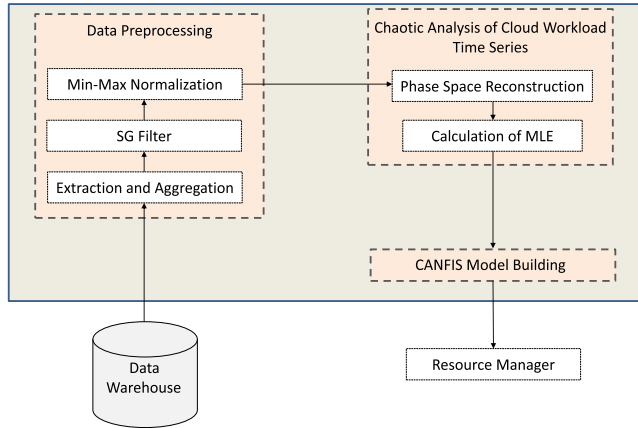 Data Preprocessing
Min-Max Normalization
SG Filter
Extraction and Aggregation
Chaotic Analysis of Cloud Workload
Time Series
Phase Space Reconstruction
Calculation of MLE
CANFIS Model Building
Data
Warehouse
Resource Manager